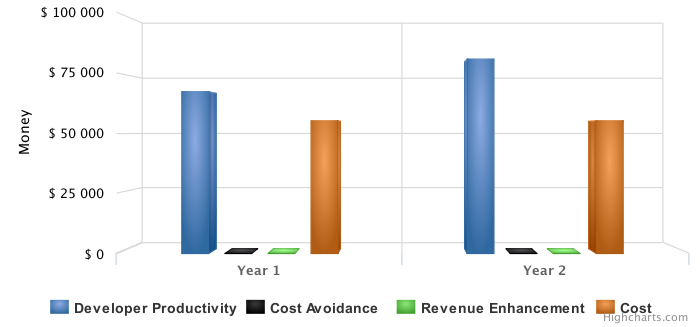 $ 100 000
$ 75 000
$ 50 000
$ 25 000
$ 0
Money
Year 1
Year 2
Developer Productivity
Cost Avoidance
Revenue Enhancement
Cost
Highcharts.com